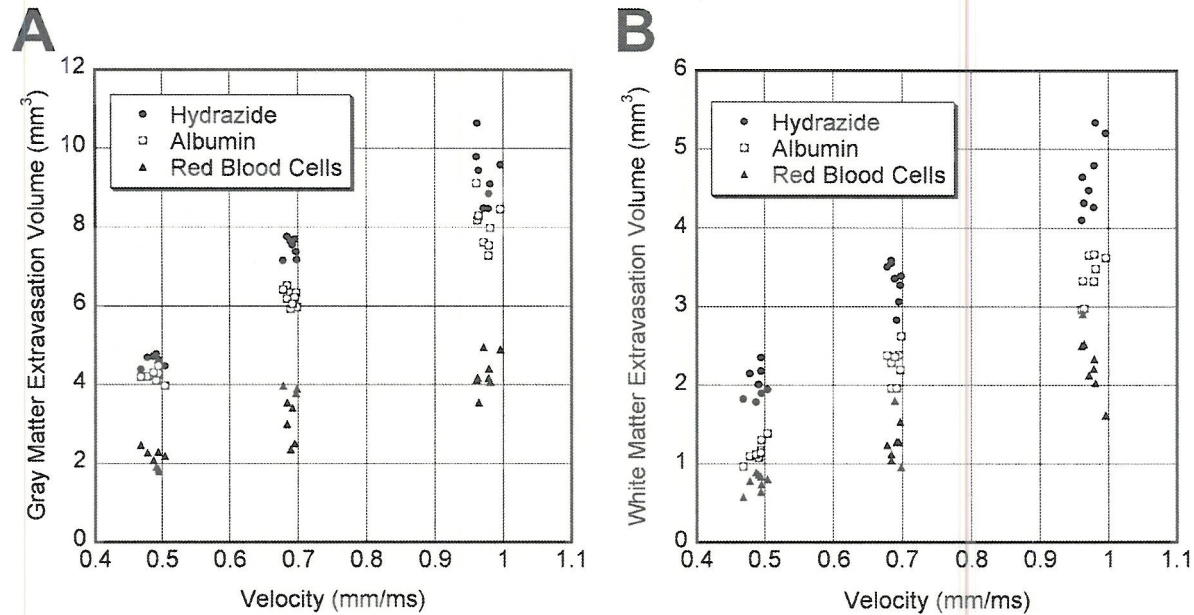 A
Gray Matter Extravasation Volume (mm³)
12
10
8
6
4
2
0
Hydrazide
Albumin
Red Blood Cells
0.4 0.5 0.6 0.7 0.8 0.9 1 1.1
Velocity (mm/ms)
B
White Matter Extravasation Volume (mm³)
6
5
4
3
2
1
0
Hydrazide
Albumin
Red Blood Cells
0.4 0.5 0.6 0.7 0.8 0.9 1 1.1
Velocity (mm/ms)